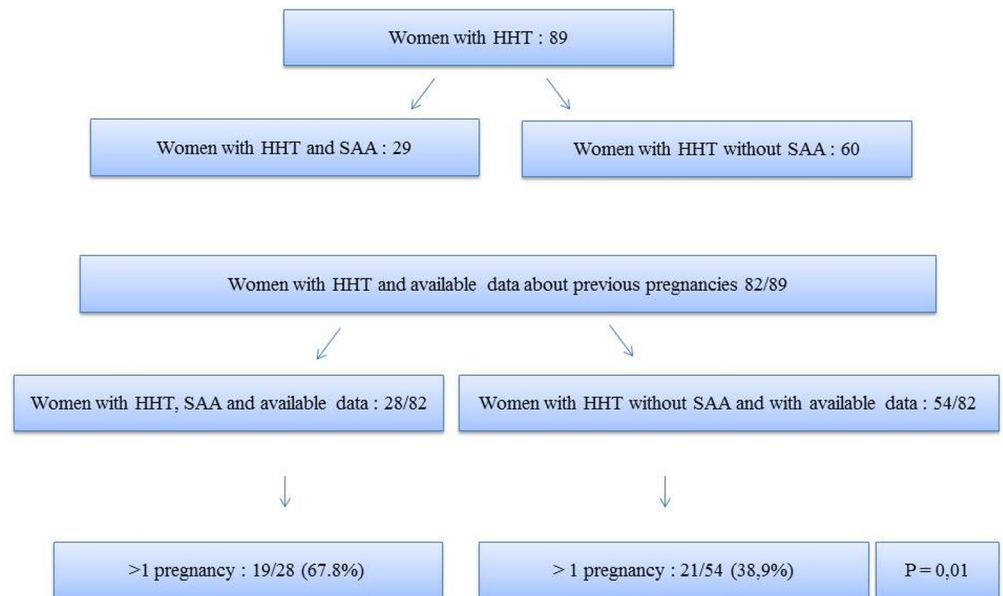 Women with HHT : 89
Women with HHT and SAA : 29
Women with HHT without SAA : 60
Women with HHT and available data about previous pregnancies 82/89
Women with HHT, SAA and available data : 28/82
Women with HHT without SAA and with available data : 54/82
>1 pregnancy : 19/28 (67.8%)
> 1 pregnancy : 21/54 (38,9%)
P = 0,01